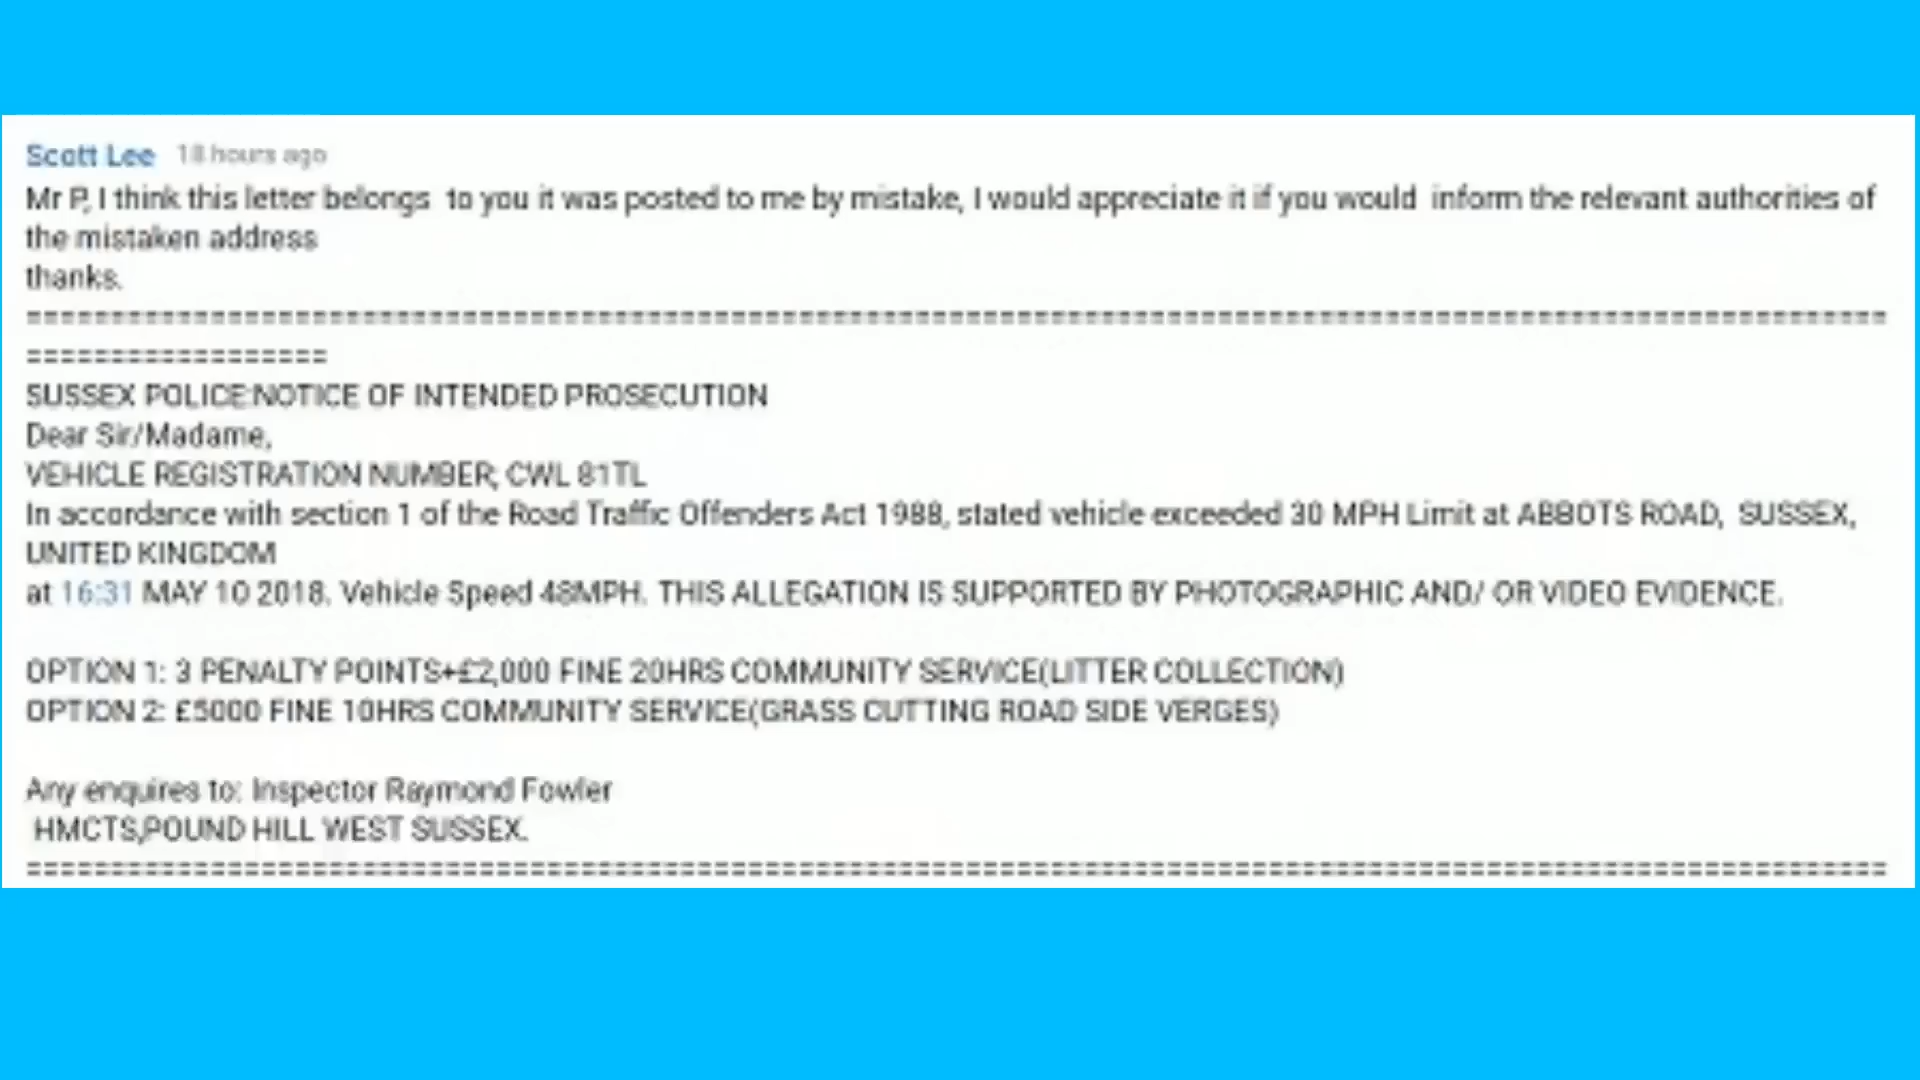 Scott Lee 18 hours ago
Mr P, I think this letter belongs to you it was posted to me by mistake, I would appreciate it if you would inform the relevant authorities of
the mistaken address
thanks.
==============================================================================================================
==================
SUSSEX POLICE:NOTICE OF INTENDED PROSECUTION
Dear Sir/Madame,
VEHICLE REGISTRATION NUMBER; CWL 81TL
In accordance with section 1 of the Road Traffic Offenders Act 1988, stated vehicle exceeded 30 MPH Limit at ABBOTS ROAD, SUSSEX,
UNITED KINGDOM
at 16:31 MAY 10 2018. Vehicle Speed 48MPH. THIS ALLEGATION IS SUPPORTED BY PHOTOGRAPHIC AND/ OR VIDEO EVIDENCE.
OPTION 1: 3 PENALTY POINTS+£2,000 FINE 20HRS COMMUNITY SERVICE(LITTER COLLECTION)
OPTION 2: £5000 FINE 10HRS COMMUNITY SERVICE(GRASS CUTTING ROAD SIDE VERGES)
Any enquires to: Inspector Raymond Fowler
HMCTS,POUND HILL WEST SUSSEX.
==============================================================================================================